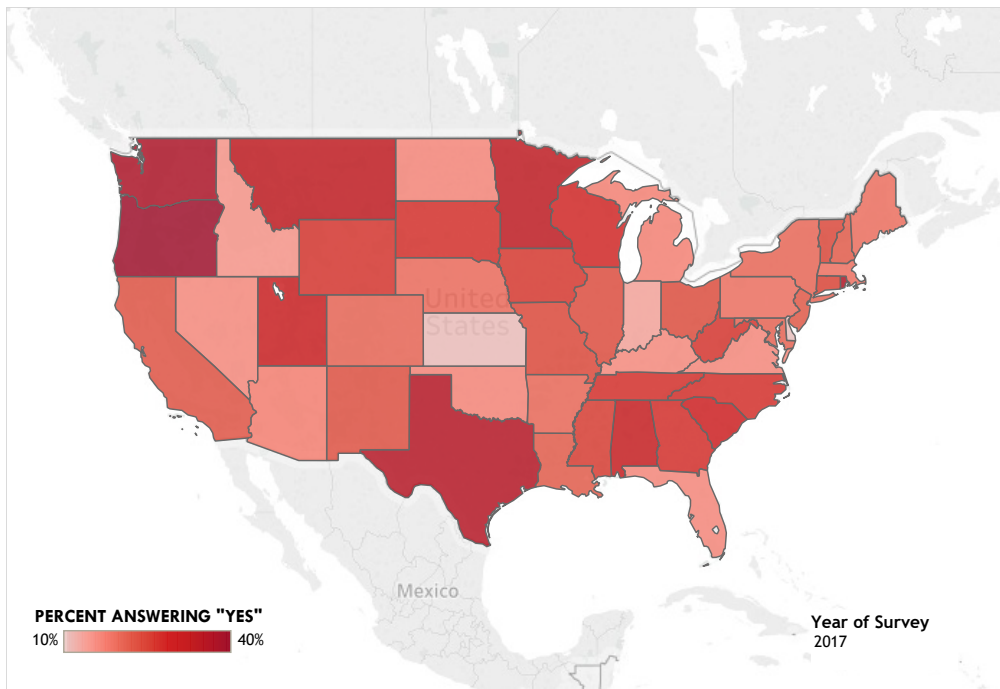 United
States
Mexico
PERCENT ANSWERING "YES"
10% 40%
Year of Survey
2017